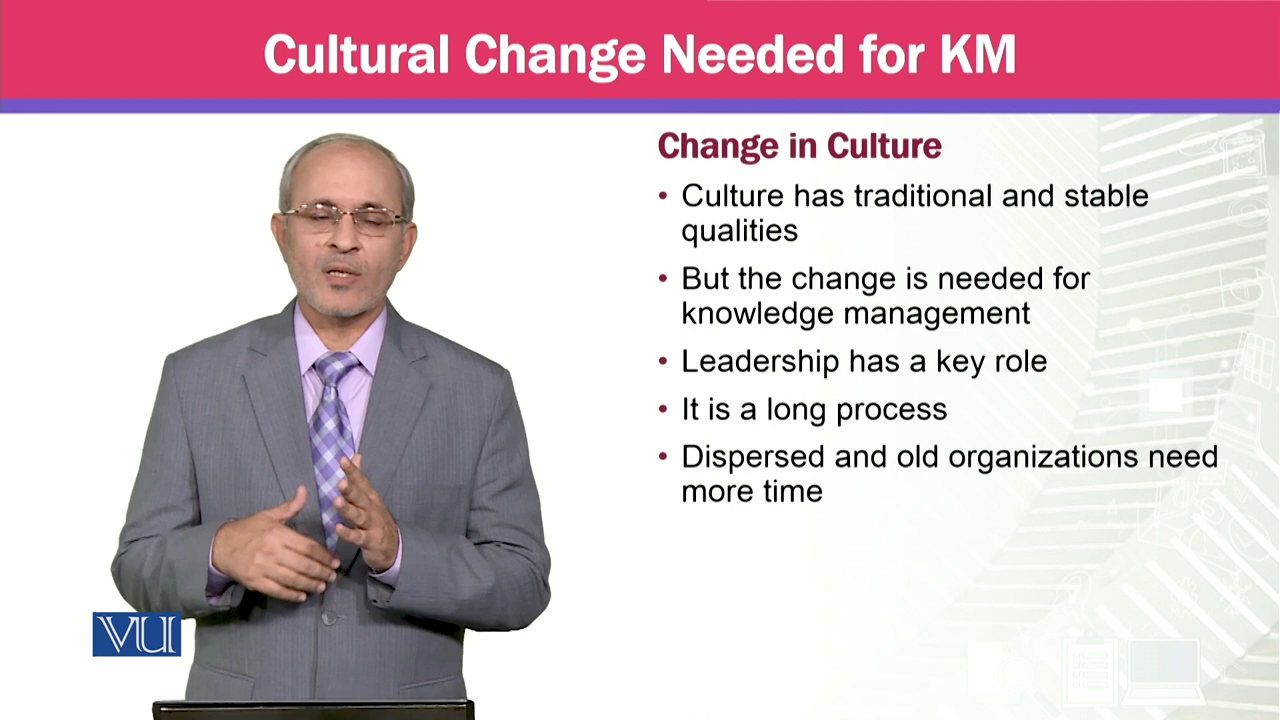 Cultural Change Needed for KM
Change in Culture
• Culture has traditional and stable
qualities
• But the change is needed for
knowledge management
• Leadership has a key role
• It is a long process
• Dispersed and old organizations need
more time
VU